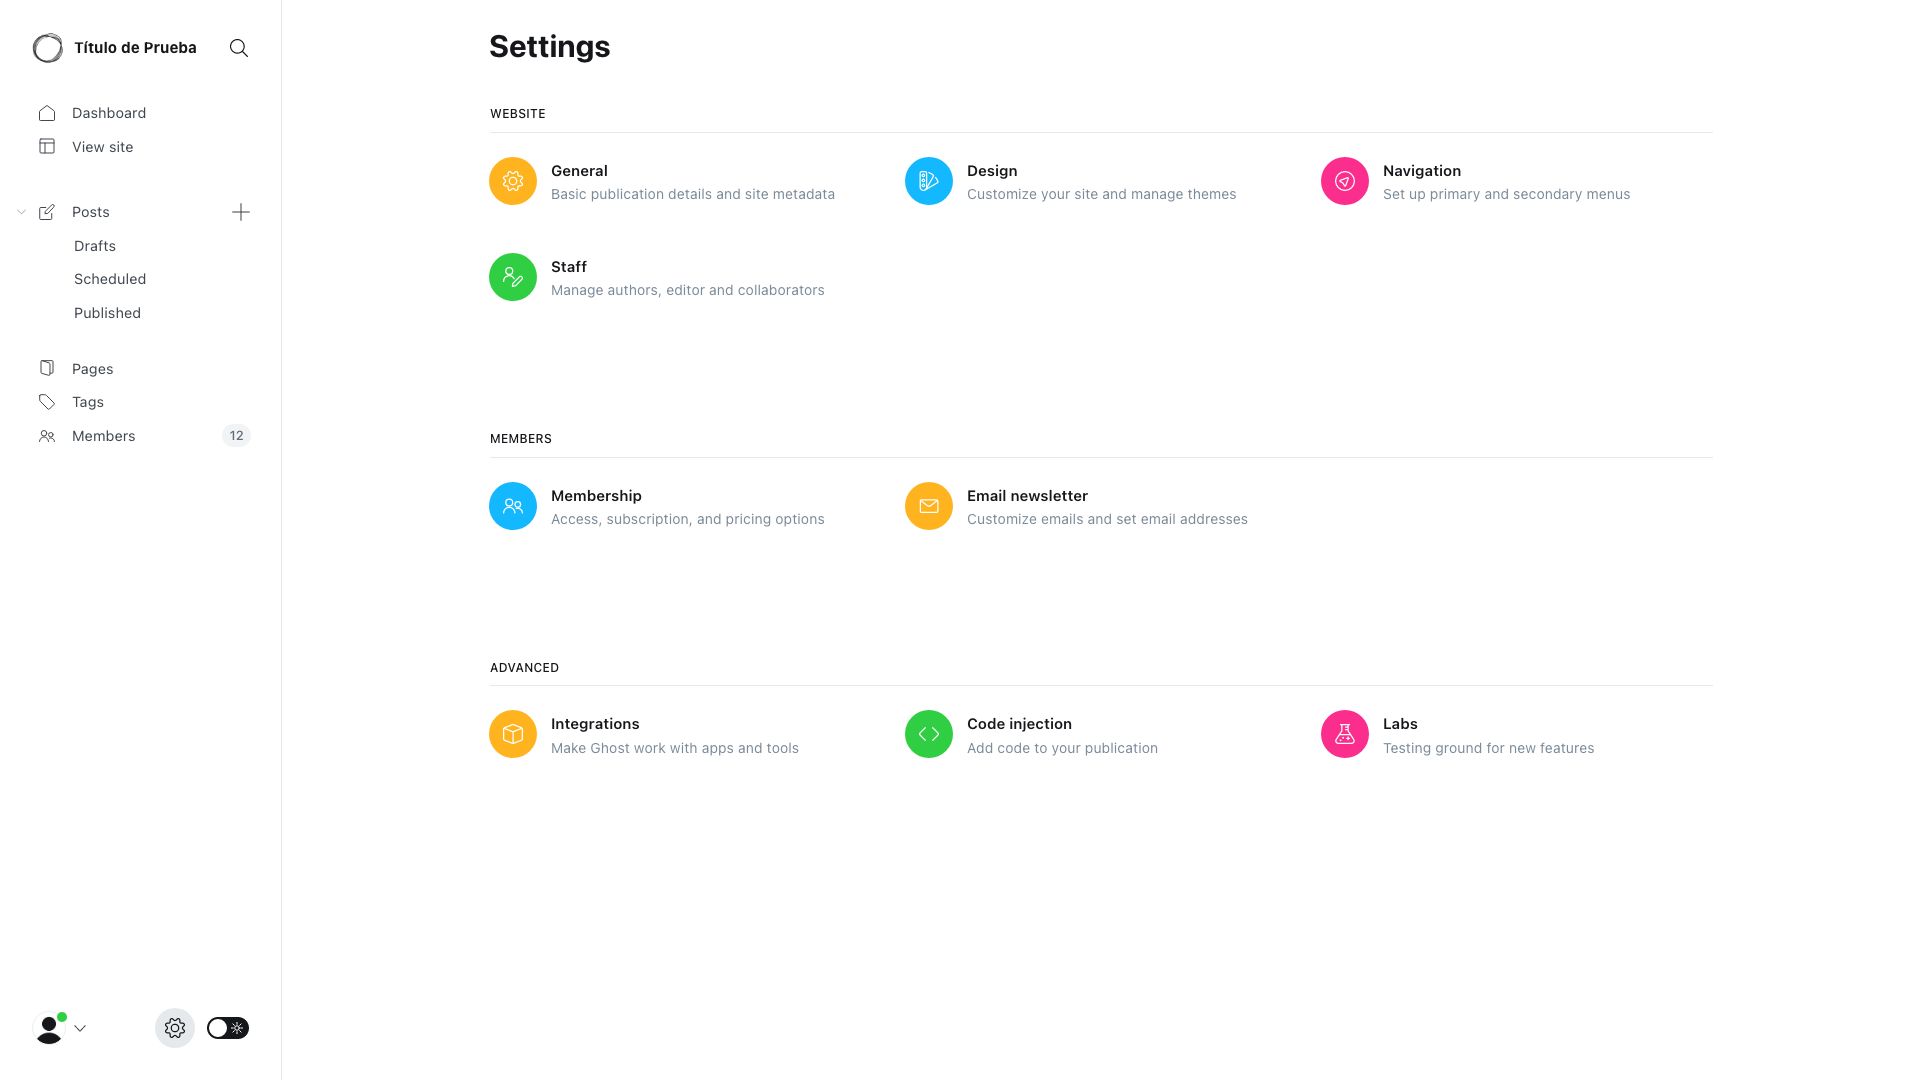 Título de Prueba
Dashboard
View site
Posts
Drafts
Scheduled
Published
Pages
Tags
Members 12
Settings
WEBSITE
General
Basic publication details and site metadata
Design
Customize your site and manage themes
Navigation
Set up primary and secondary menus
Staff
Manage authors, editor and collaborators
MEMBERS
Membership
Access, subscription, and pricing options
Email newsletter
Customize emails and set email addresses
ADVANCED
Integrations
Make Ghost work with apps and tools
Code injection
Add code to your publication
Labs
Testing ground for new features